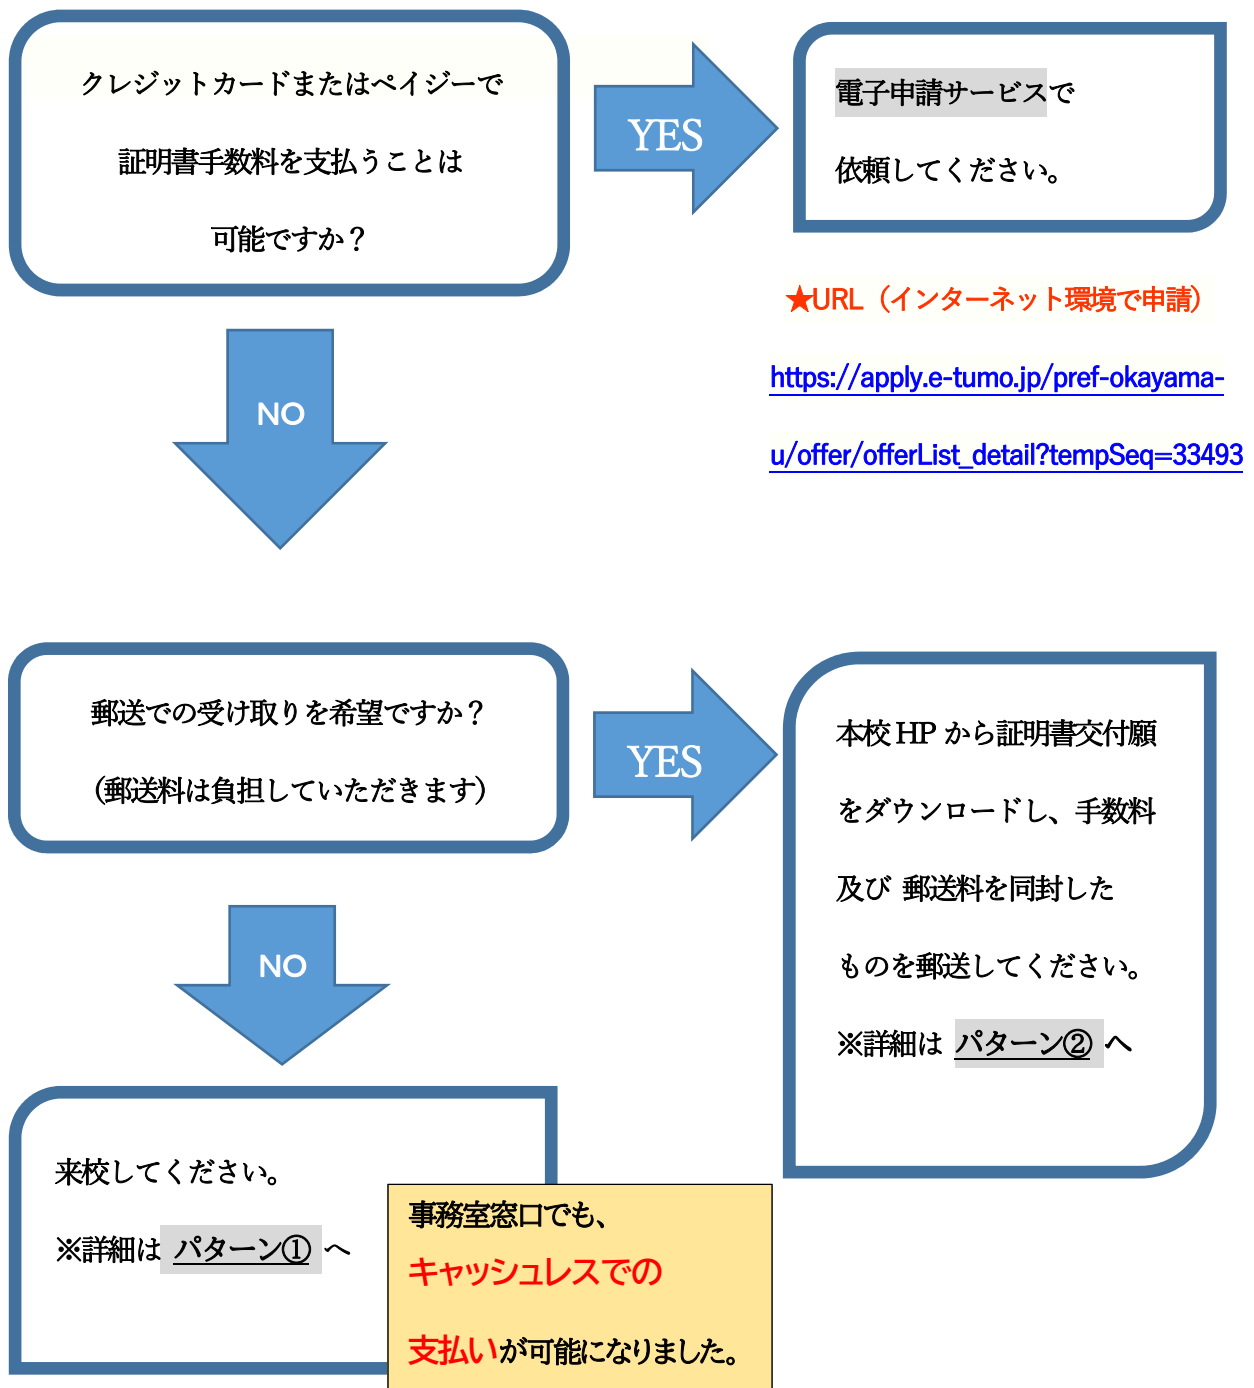 クレジットカードまたはペイジーで
証明書手数料を支払うことは
可能ですか？
YES
電子申請サービスで
依頼してください。
★URL（インターネット環境で申請）
https://apply.e-tumo.jp/pref-okayama-
u/offer/offerList_detail?tempSeq=33493
NO
郵送での受け取りを希望ですか？
（郵送料は負担していただきます）
YES
本校 HP から証明書交付願
をダウンロードし、手数料
及び 郵送料を同封した
ものを郵送してください。
※詳細は パターン② へ
NO
来校してください。
※詳細は パターン① へ
事務室窓口でも、
キャッシュレスでの
支払いが可能になりました。